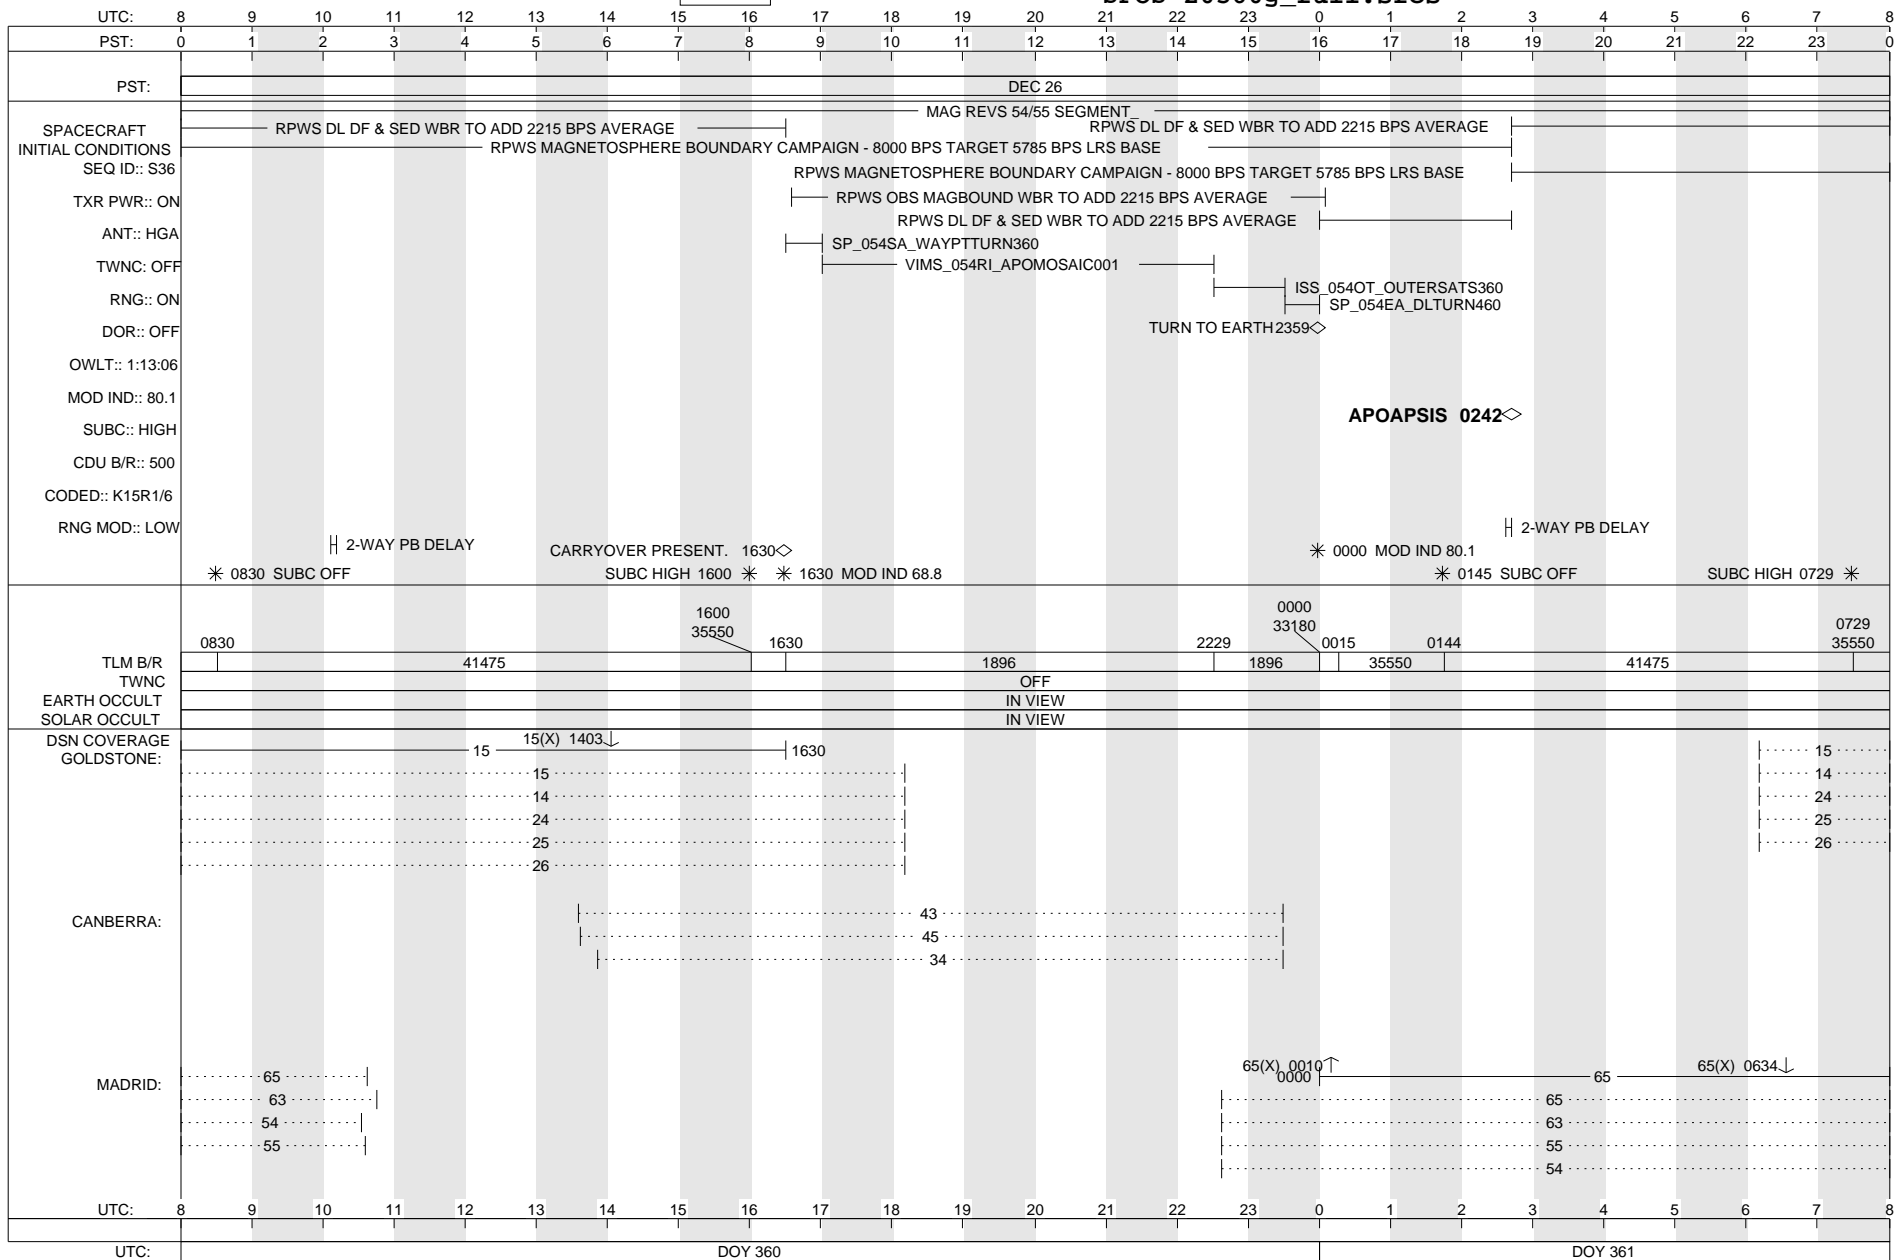 UTC: 8 9 10 11 12 13 14 15 16 17 18 19 20 21 22 23 0 1 2 3 4 5 6 7 8
PST: 0 1 2 3 4 5 6 7 8 9 10 11 12 13 14 15 16 17 18 19 20 21 22 23 0
PST: DEC 26
MAG REVS 54/55 SEGMENT_
SPACECRAFT
INITIAL CONDITIONS
RPWS DL DF & SED WBR TO ADD 2215 BPS AVERAGE
RPWS DL DF & SED WBR TO ADD 2215 BPS AVERAGE
RPWS MAGNETOSPHERE BOUNDARY CAMPAIGN - 8000 BPS TARGET 5785 BPS LRS BASE
SEQ ID:: S36
RPWS MAGNETOSPHERE BOUNDARY CAMPAIGN - 8000 BPS TARGET 5785 BPS LRS BASE
TXR PWR:: ON
RPWS OBS MAGBOUND WBR TO ADD 2215 BPS AVERAGE
RPWS DL DF & SED WBR TO ADD 2215 BPS AVERAGE
ANT:: HGA
SP_054SA_WAYPTTURN360
TWNC: OFF
VIMS_054RI_APOMOSAIC001
ISS_054OT_OUTERSATS360
RNG:: ON
SP_054EA_DLTURN460
DOR:: OFF
TURN TO EARTH 2359
OWLT:: 1:13:06
MOD IND:: 80.1
APOAPSIS 0242
SUBC:: HIGH
CDU B/R:: 500
CODED:: K15R1/6
RNG MOD:: LOW
2-WAY PB DELAY
2-WAY PB DELAY
CARRYOVER PRESENT. 1630
0000 MOD IND 80.1
0830 SUBC OFF
SUBC HIGH 1600
1630 MOD IND 68.8
0145 SUBC OFF
SUBC HIGH 0729
0830
1600
35550
1630
2229
0000
33180
0015
0144
0729
35550
TLM B/R 41475 1896 1896 35550 41475
TWNC OFF
EARTH OCCULT IN VIEW
SOLAR OCCULT IN VIEW
DSN COVERAGE
GOLDSTONE:
15(X) 1403
15 1630 15
15 14
14 24
24 25
25 26
26
CANBERRA:
43
45
34
MADRID:
65(X) 0010
0000
65(X) 0634
65 65
63 65
54 63
55 55
54
UTC: 8 9 10 11 12 13 14 15 16 17 18 19 20 21 22 23 0 1 2 3 4 5 6 7 8
UTC: DOY 360 DOY 361